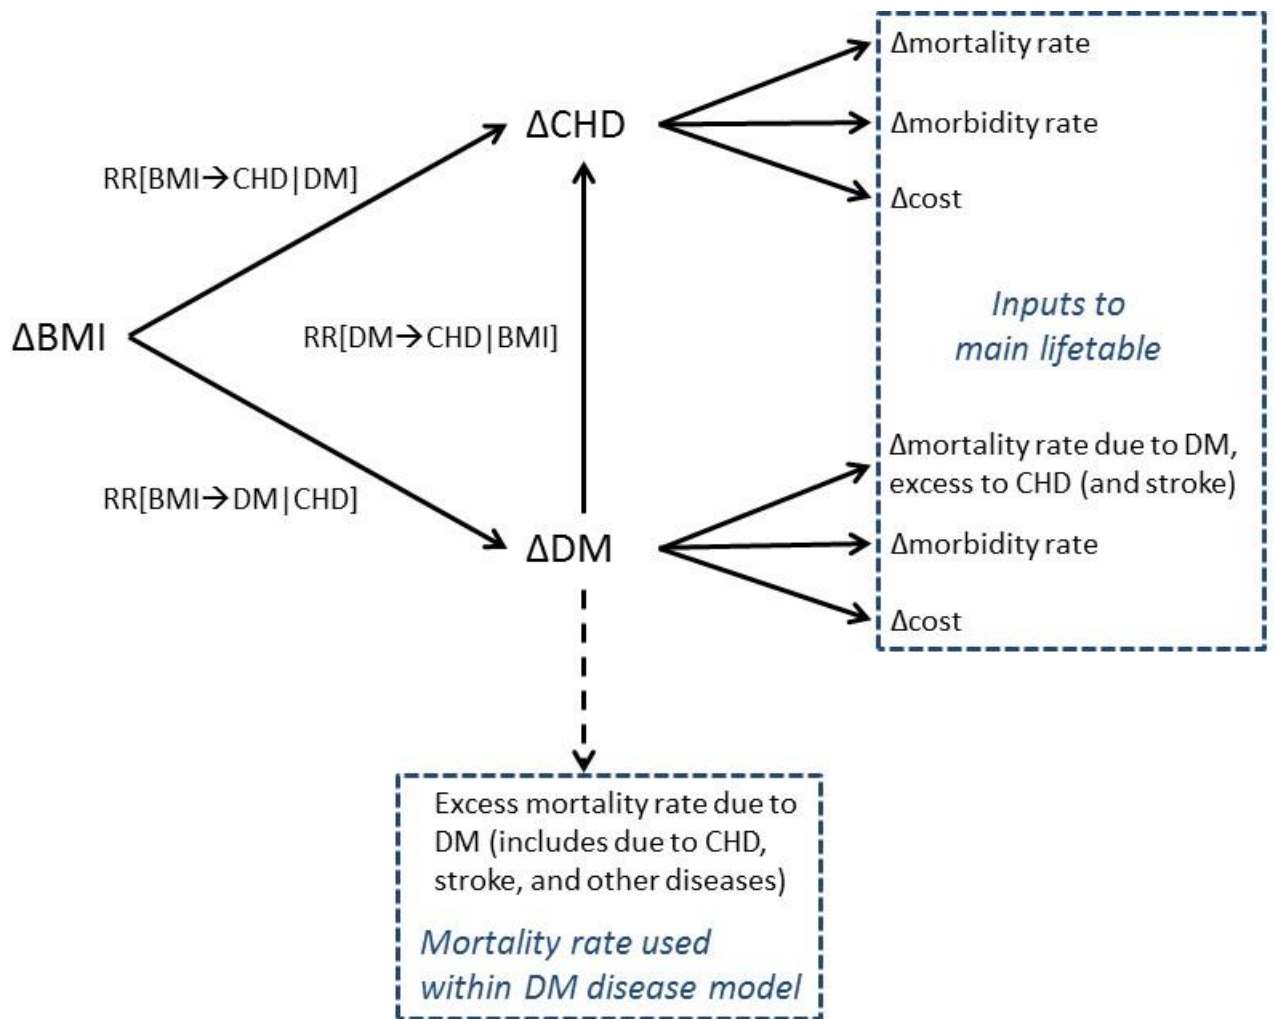 Δmortality rate
ΔCHD
Δmorbidity rate
RR[BMI→CHD|DM]
Δcost
Inputs to
main lifetable
ΔBMI
RR[DM→CHD|BMI]
Δmortality rate due to DM,
excess to CHD (and stroke)
RR[BMI→DM|CHD]
ΔDM
Δmorbidity rate
Δcost
Excess mortality rate due to
DM (includes due to CHD,
stroke, and other diseases)
Mortality rate used
within DM disease model